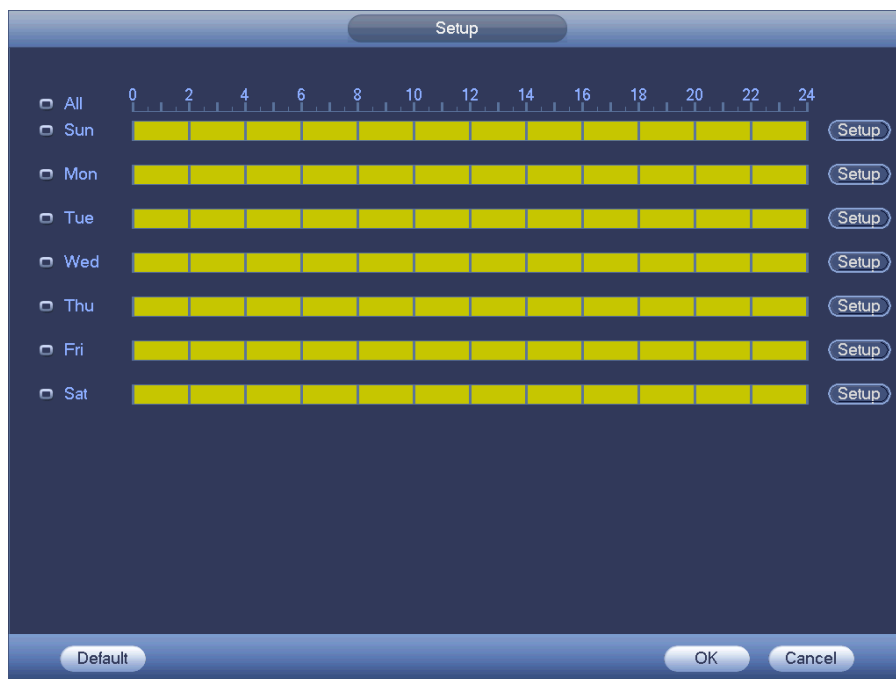 Setup
All 0 2 4 6 8 10 12 14 16 18 20 22 24
Sun Setup
Mon Setup
Tue Setup
Wed Setup
Thu Setup
Fri Setup
Sat Setup
Default OK Cancel